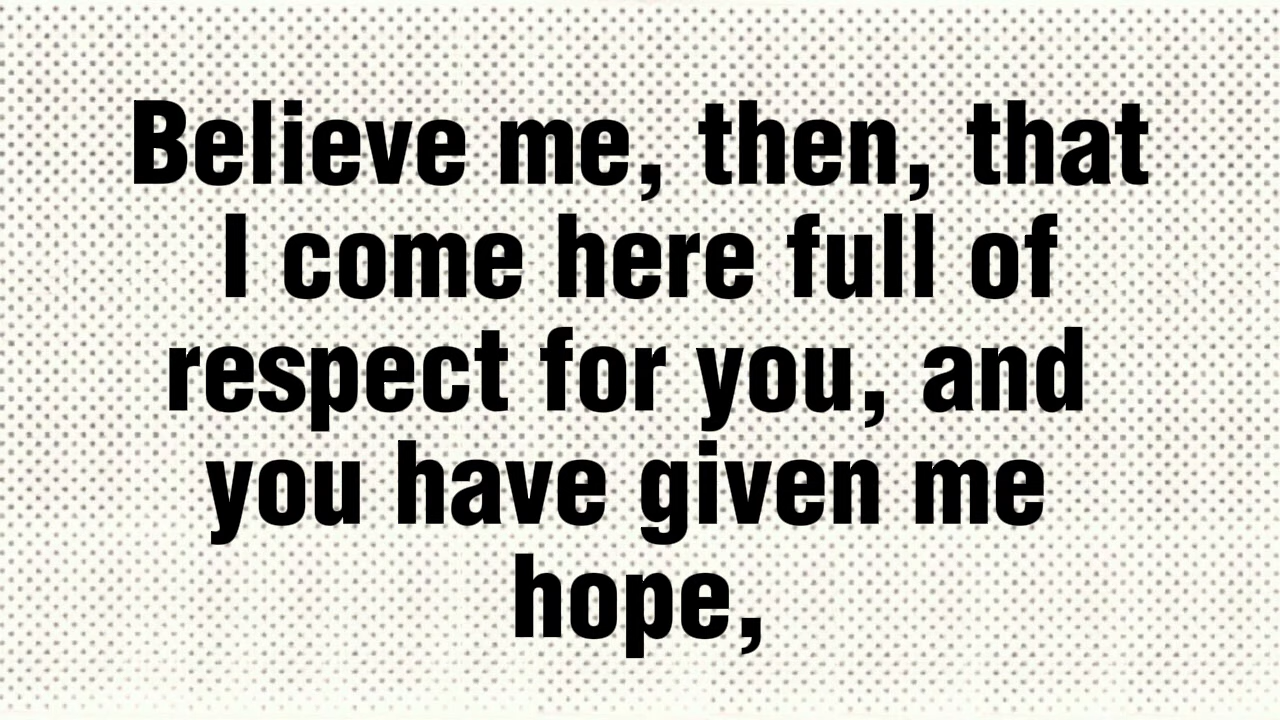 Believe me, then, that
I come here full of
respect for you, and
you have given me
hope,